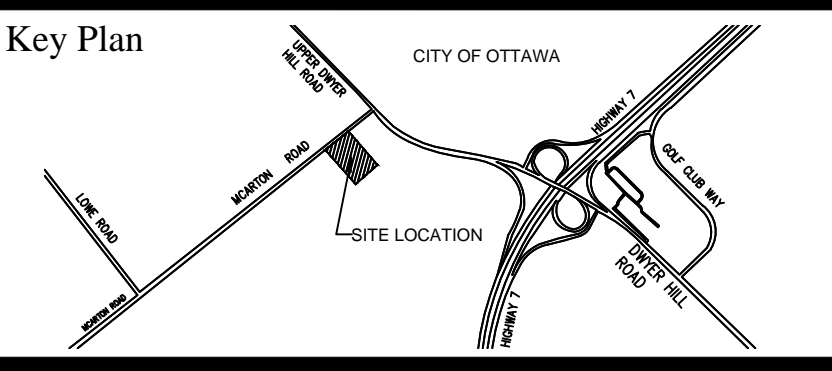 Key Plan
CITY OF OTTAWA
UPPER DWYER
HILL ROAD
HIGHWAY 7
MCARTON ROAD
GOLF CLUB WAY
LOWE ROAD
SITE LOCATION
DWYER HILL
ROAD
MCARTON ROAD
HIGHWAY 7